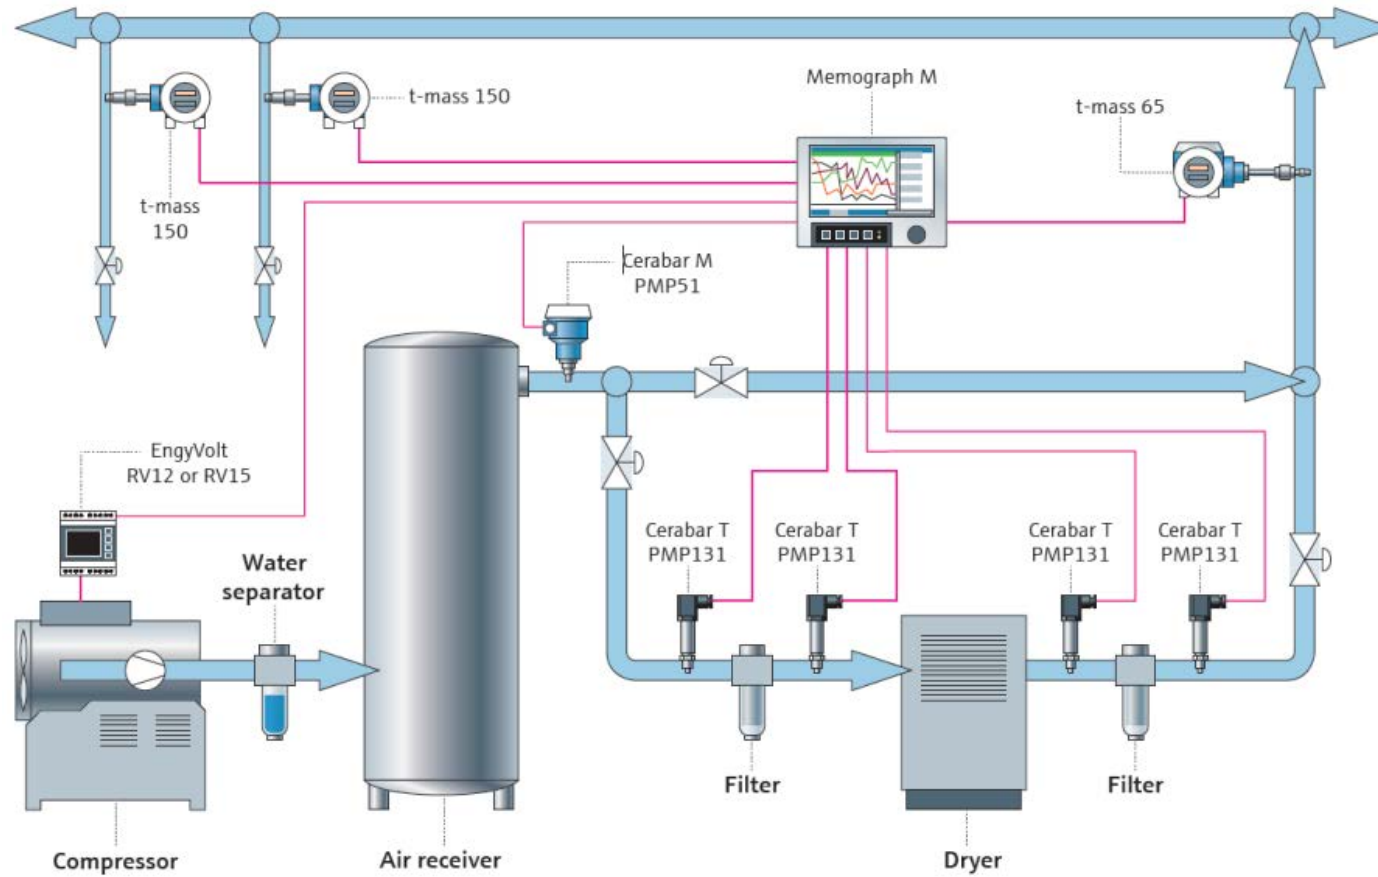 Memograph M
t-mass 150
t-mass 65
t-mass
150
Cerabar M
PMP51
EngyVolt
RV12 or RV15
Water
separator
Cerabar T
PMP131
Cerabar T
PMP131
Cerabar T
PMP131
Cerabar T
PMP131
Filter
Filter
Compressor
Air receiver
Dryer